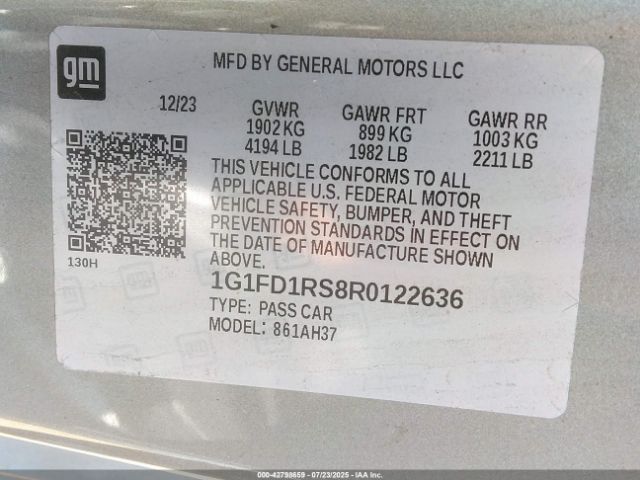 gm
MFD BY GENERAL MOTORS LLC
12/23
GVWR GAWR FRT GAWR RR
1902 KG 899 KG 1003 KG
4194 LB 1982 LB 2211 LB
THIS VEHICLE CONFORMS TO ALL
APPLICABLE U.S. FEDERAL MOTOR
VEHICLE SAFETY, BUMPER, AND THEFT
PREVENTION STANDARDS IN EFFECT ON
THE DATE OF MANUFACTURE SHOWN
ABOVE.
130H
1G1FD1RS8R0122636
TYPE: PASS CAR
MODEL: 861AH37
000-42798659 | 07/23/2025 | IAA Inc.